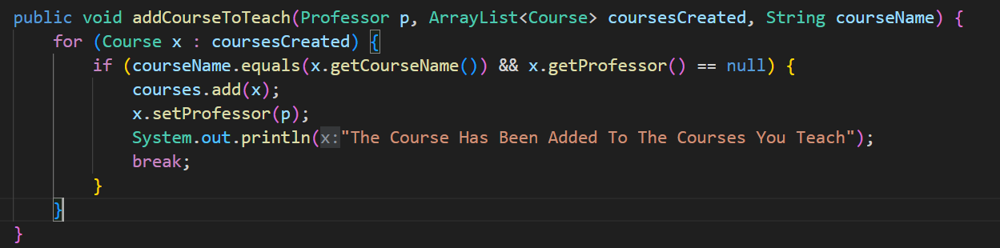 public void addCourseToTeach(Professor p, ArrayList<Course> coursesCreated, String courseName) {
    for (Course x : coursesCreated) {
        if (courseName.equals(x.getCourseName()) && x.getProfessor() == null) {
            courses.add(x);
            x.setProfessor(p);
            System.out.println(x:"The Course Has Been Added To The Courses You Teach");
            break;
        }
    }
}